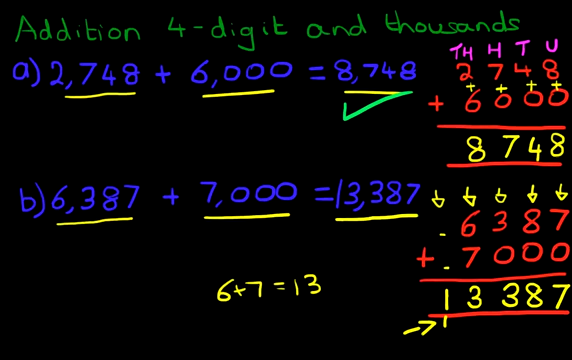 Addition 4-digit and thousands
TH H T U
a) 2,748 + 6,000 = 8,748
2 7 4 8
+ + + +
+ 6 0 0 0
8 7 4 8
b) 6,387 + 7,000 = 13,387
6 3 8 7
+ 7 0 0 0
6+7=13
1 3 3 8 7
1